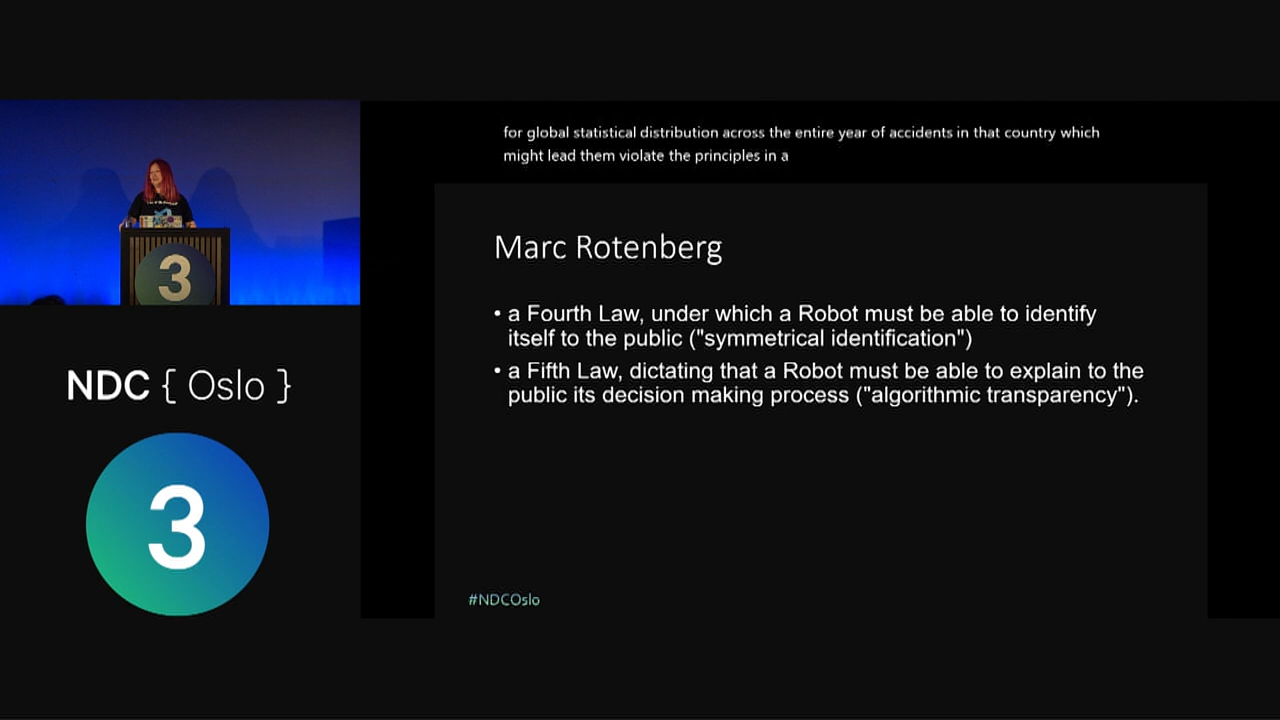 for global statistical distribution across the entire year of accidents in that country which
might lead them violate the principles in a
Marc Rotenberg
• a Fourth Law, under which a Robot must be able to identify
itself to the public ("symmetrical identification")
• a Fifth Law, dictating that a Robot must be able to explain to the
public its decision making process ("algorithmic transparency").
#NDCOslo
3
NDC { Oslo }
3